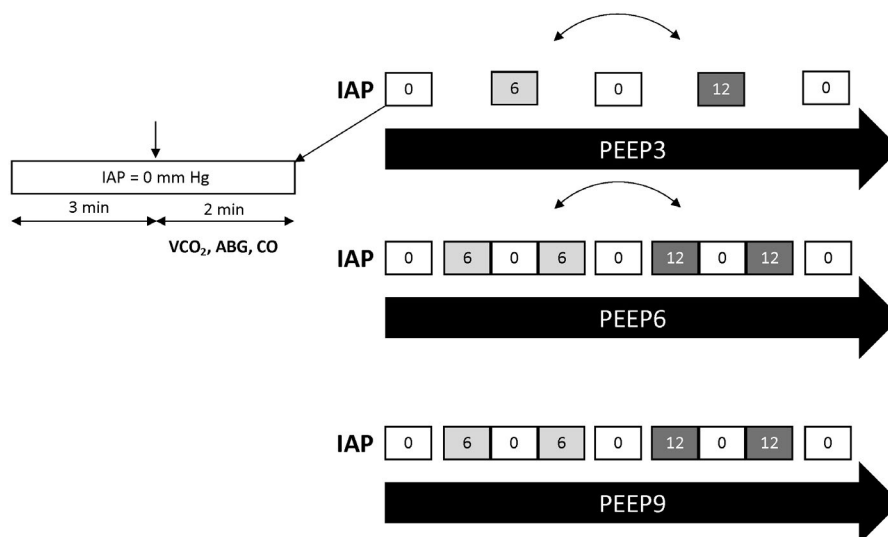 IAP 0 6 0 12 0
PEEP3
IAP = 0 mm Hg
3 min 2 min
VCO₂, ABG, CO
IAP 0 6 0 6 0 12 0 12 0
PEEP6
IAP 0 6 0 6 0 12 0 12 0
PEEP9